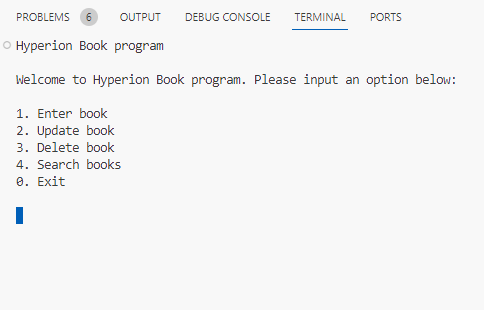 PROBLEMS 6 OUTPUT DEBUG CONSOLE TERMINAL PORTS
Hyperion Book program
Welcome to Hyperion Book program. Please input an option below:
1. Enter book
2. Update book
3. Delete book
4. Search books
0. Exit